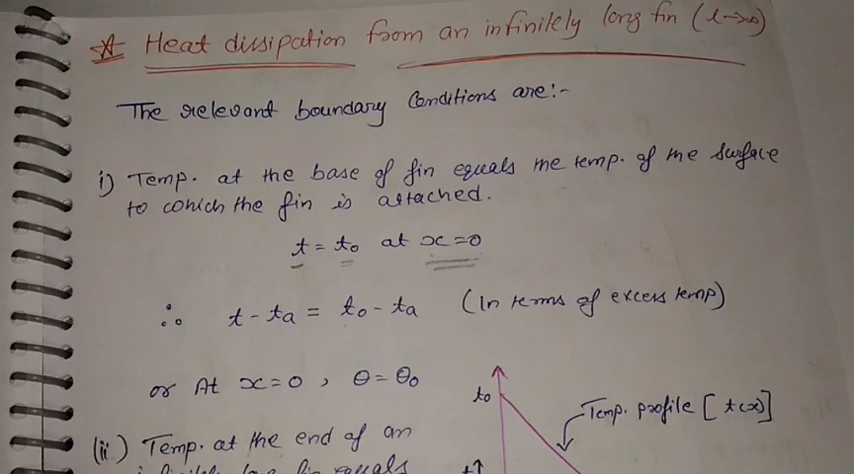 ☆ Heat dissipation from an infinitely long fin (l→∞)
The relevant boundary Conditions are:-
i) Temp. at the base of fin equals the temp. of the surface
to which the fin is attached.
t = to at x=0
∴ t-ta = to-ta (In terms of excess temp)
or At x=0, θ=θo
to
Temp. profile [t(x)]
(ii) Temp. at the end of an
fin equals
t↑